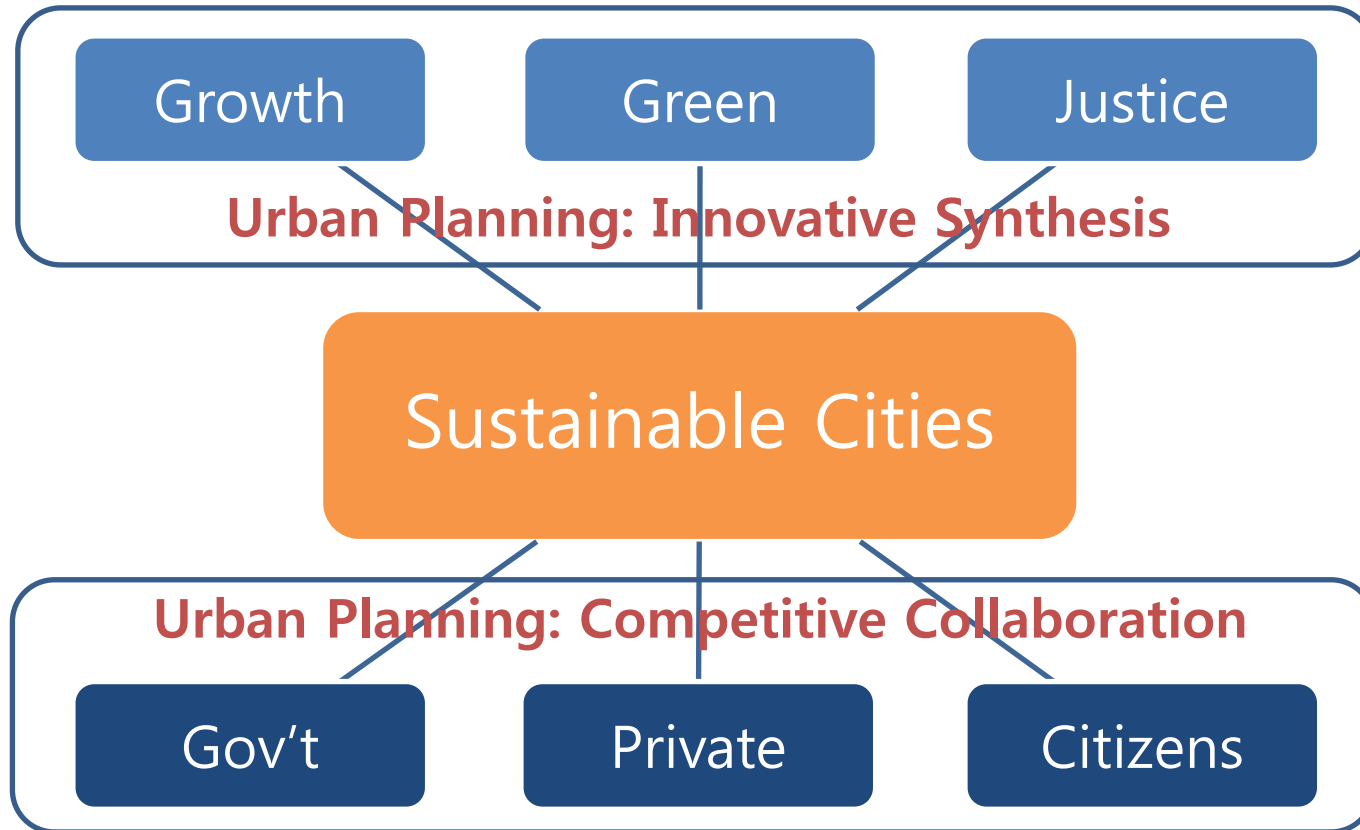 Growth
Green
Justice
Urban Planning: Innovative Synthesis
Sustainable Cities
Urban Planning: Competitive Collaboration
Gov’t
Private
Citizens